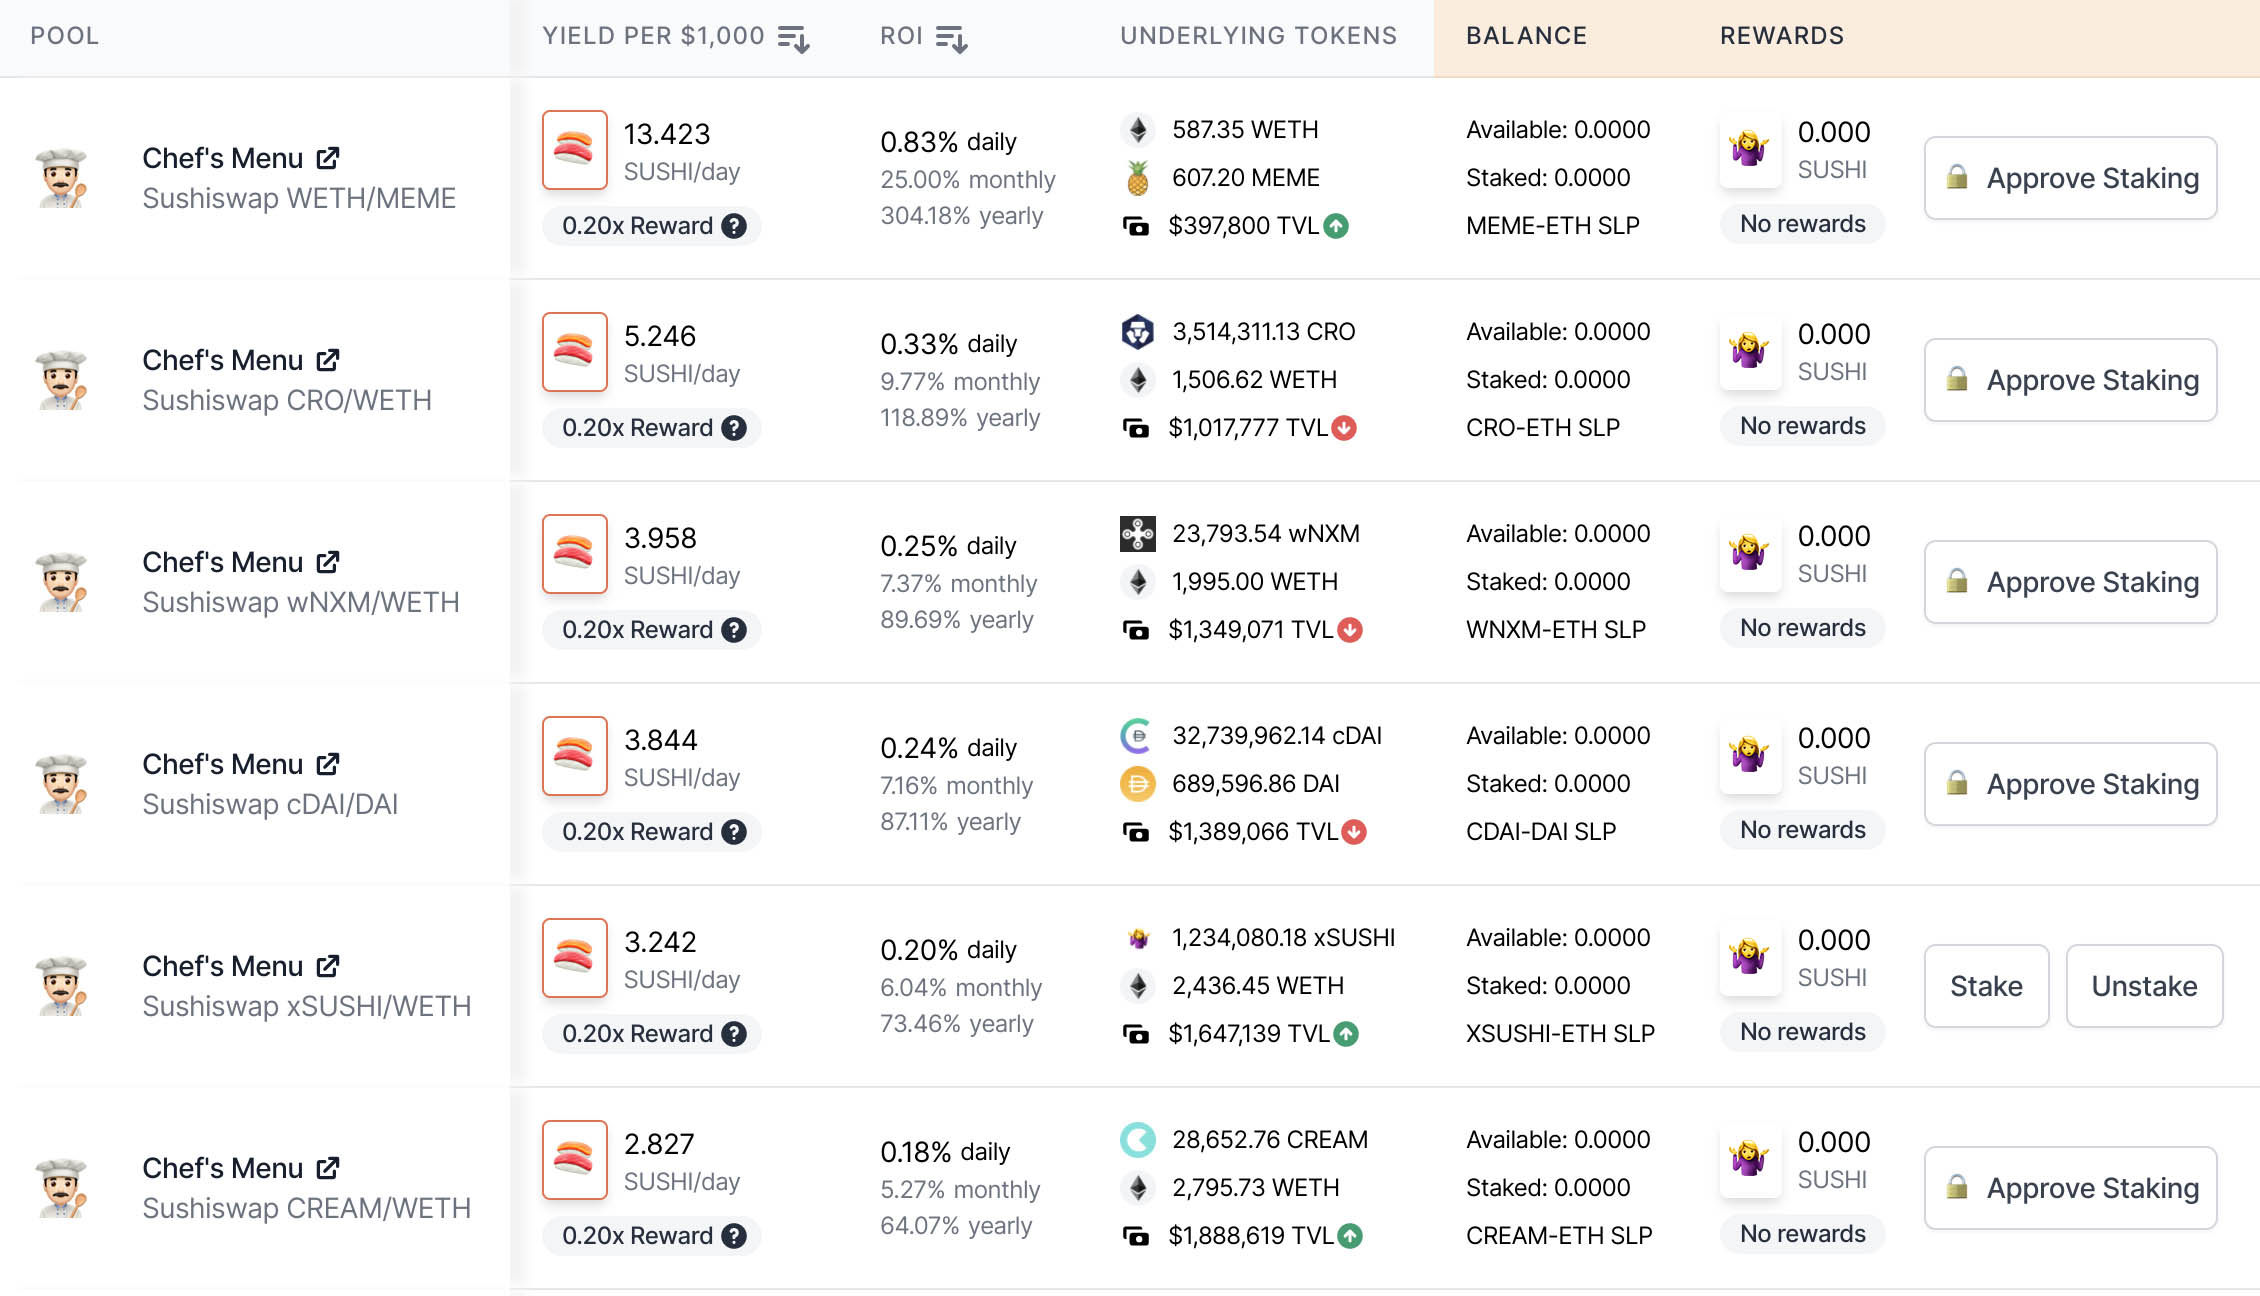 POOL
YIELD PER $1,000
ROI
UNDERLYING TOKENS
BALANCE
REWARDS
Chef's Menu
Sushiswap WETH/MEME
13.423
SUSHI/day
0.20x Reward ?
0.83% daily
25.00% monthly
304.18% yearly
587.35 WETH
607.20 MEME
$397,800 TVL
Available: 0.0000
Staked: 0.0000
MEME-ETH SLP
0.000
SUSHI
No rewards
Approve Staking
Chef's Menu
Sushiswap CRO/WETH
5.246
SUSHI/day
0.20x Reward ?
0.33% daily
9.77% monthly
118.89% yearly
3,514,311.13 CRO
1,506.62 WETH
$1,017,777 TVL
Available: 0.0000
Staked: 0.0000
CRO-ETH SLP
0.000
SUSHI
No rewards
Approve Staking
Chef's Menu
Sushiswap wNXM/WETH
3.958
SUSHI/day
0.20x Reward ?
0.25% daily
7.37% monthly
89.69% yearly
23,793.54 wNXM
1,995.00 WETH
$1,349,071 TVL
Available: 0.0000
Staked: 0.0000
WNXM-ETH SLP
0.000
SUSHI
No rewards
Approve Staking
Chef's Menu
Sushiswap cDAI/DAI
3.844
SUSHI/day
0.20x Reward ?
0.24% daily
7.16% monthly
87.11% yearly
32,739,962.14 cDAI
689,596.86 DAI
$1,389,066 TVL
Available: 0.0000
Staked: 0.0000
CDAI-DAI SLP
0.000
SUSHI
No rewards
Approve Staking
Chef's Menu
Sushiswap xSUSHI/WETH
3.242
SUSHI/day
0.20x Reward ?
0.20% daily
6.04% monthly
73.46% yearly
1,234,080.18 xSUSHI
2,436.45 WETH
$1,647,139 TVL
Available: 0.0000
Staked: 0.0000
XSUSHI-ETH SLP
0.000
SUSHI
No rewards
Stake
Unstake
Chef's Menu
Sushiswap CREAM/WETH
2.827
SUSHI/day
0.20x Reward ?
0.18% daily
5.27% monthly
64.07% yearly
28,652.76 CREAM
2,795.73 WETH
$1,888,619 TVL
Available: 0.0000
Staked: 0.0000
CREAM-ETH SLP
0.000
SUSHI
No rewards
Approve Staking